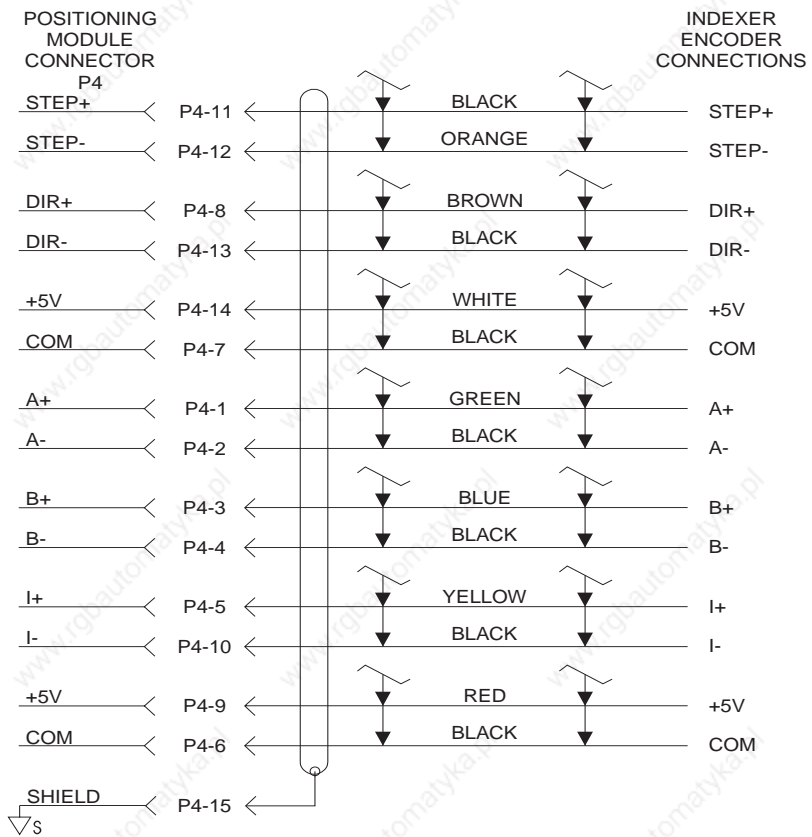 POSITIONING
MODULE
CONNECTOR
P4
INDEXER
ENCODER
CONNECTIONS
STEP+ P4-11 BLACK STEP+
STEP- P4-12 ORANGE STEP-
DIR+ P4-8 BROWN DIR+
DIR- P4-13 BLACK DIR-
+5V P4-14 WHITE +5V
COM P4-7 BLACK COM
A+ P4-1 GREEN A+
A- P4-2 BLACK A-
B+ P4-3 BLUE B+
B- P4-4 BLACK B-
I+ P4-5 YELLOW I+
I- P4-10 BLACK I-
+5V P4-9 RED +5V
COM P4-6 BLACK COM
SHIELD P4-15
S
www.rgbautomatyka.pl